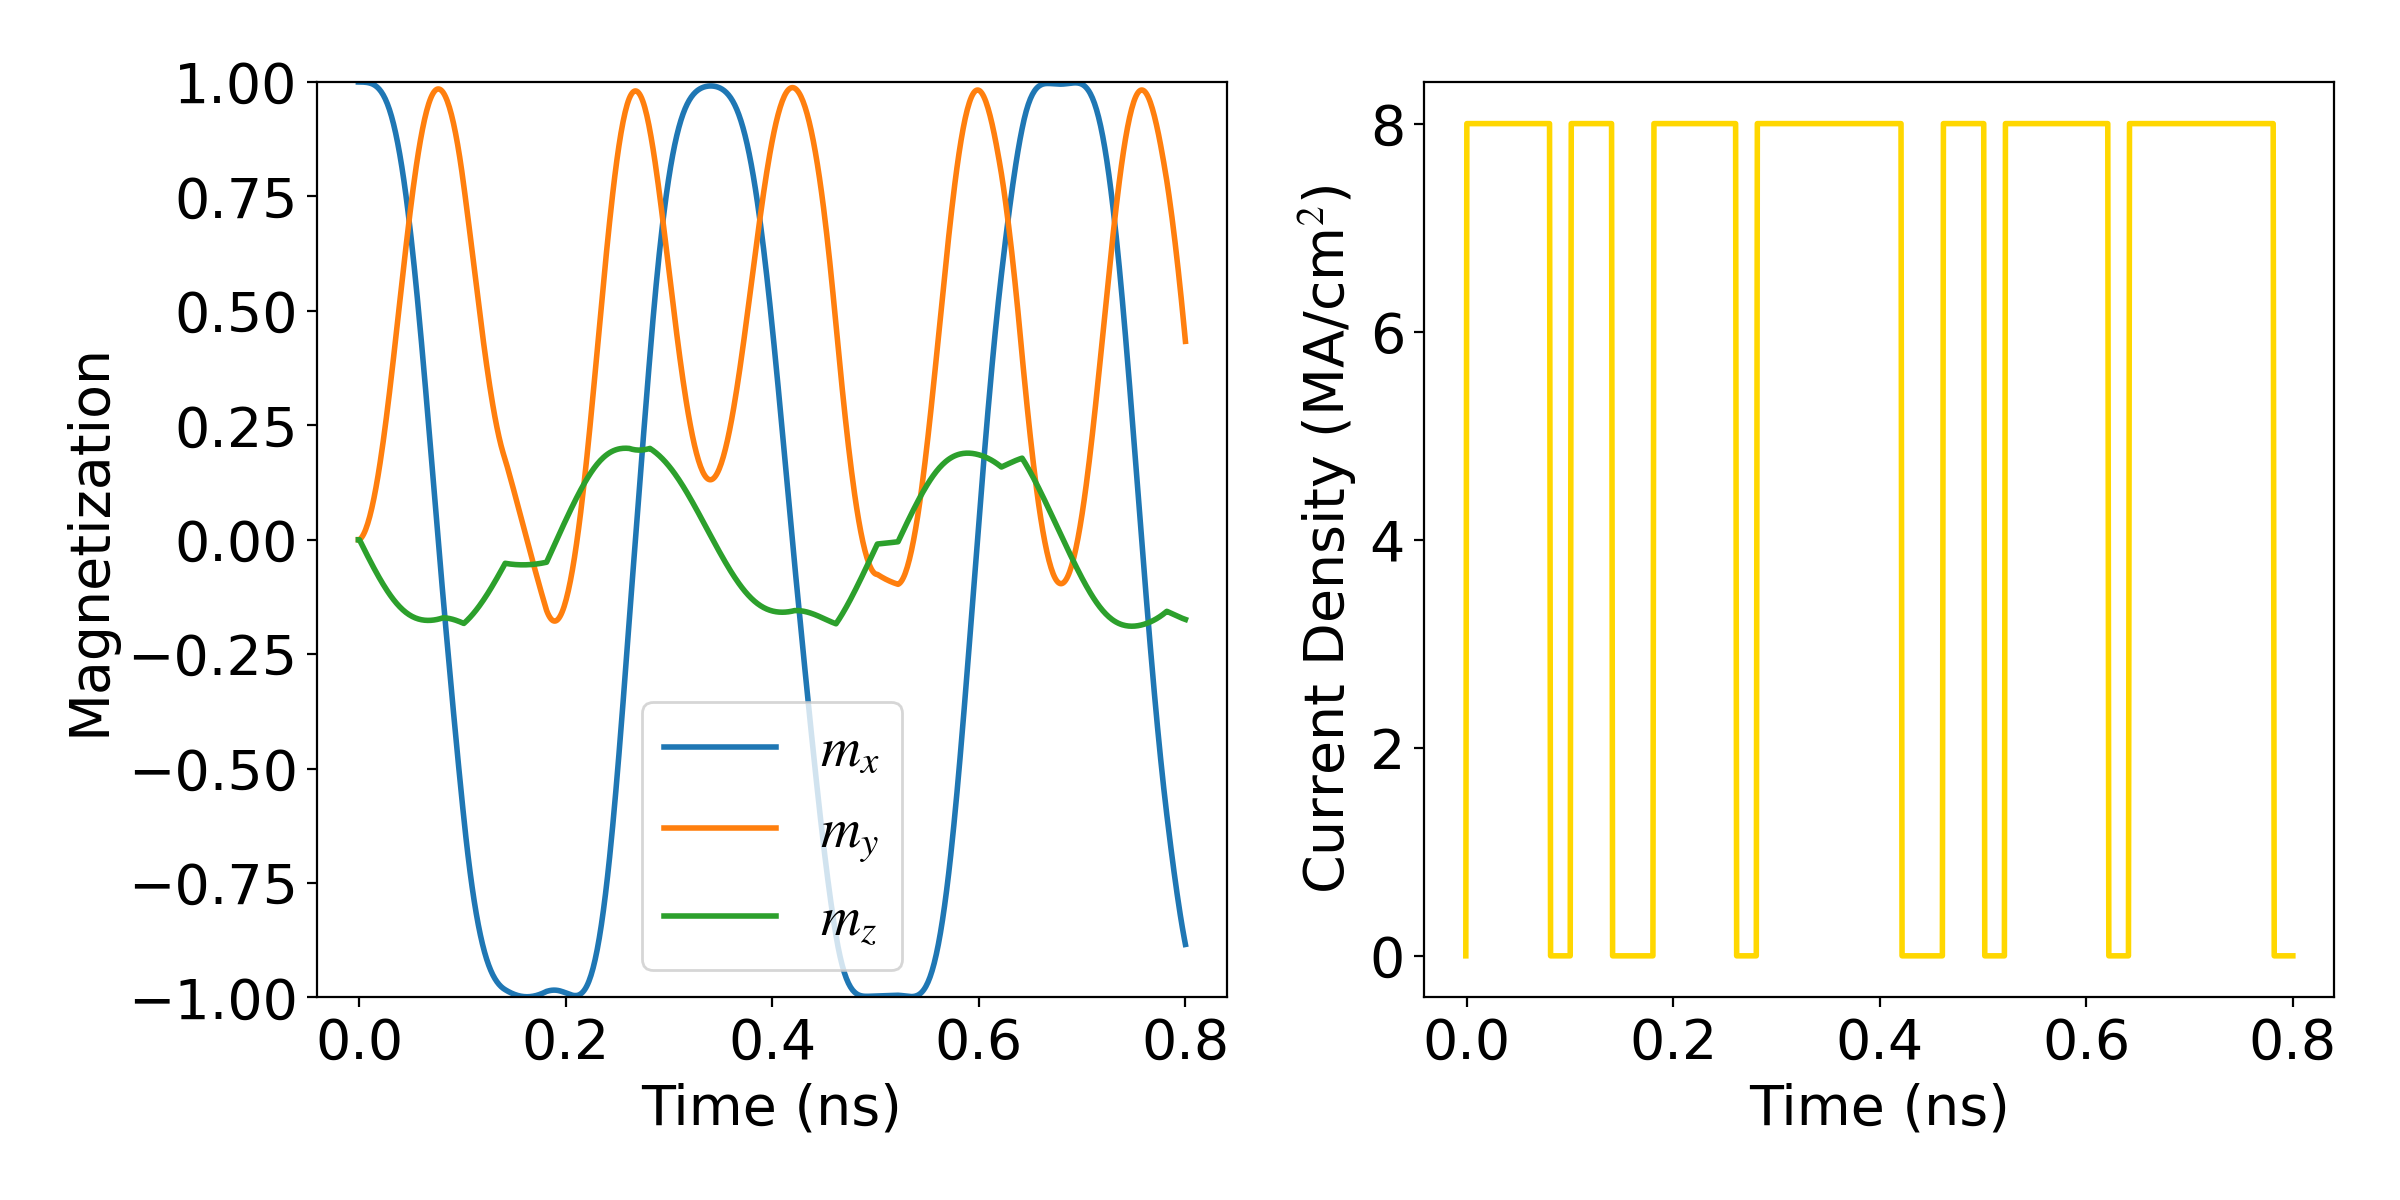 Magnetization
1.00
0.75
0.50
0.25
0.00
−0.25
−0.50
−0.75
−1.00
0.0 0.2 0.4 0.6 0.8
Time (ns)
m_x
m_y
m_z
Current Density (MA/cm²)
8
6
4
2
0
0.0 0.2 0.4 0.6 0.8
Time (ns)